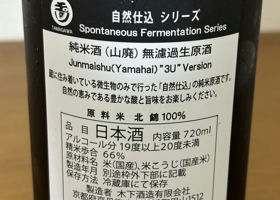 玉川
TAMAGAWA
自然仕込 シリーズ
Spontaneous Fermentation Series
純米酒（山廃）無濾過生原酒
Junmaishu(Yamahai) "3U" Version
蔵に住み着いている微生物のみで行った「自然仕込」の純米原酒です。
自然の恵みである豊かな酸と旨味をお楽しみください。
原料米 北錦100％
品目 日本酒 内容量 720ml
アルコール分 19度以上20度未満
精米歩合 66％
原材料名 米（国産）、米こうじ（国産米）
製造年月 別途枠外下部に記載
保存方法 冷蔵庫にて保存
製造者 木下酒造有限会社
1512